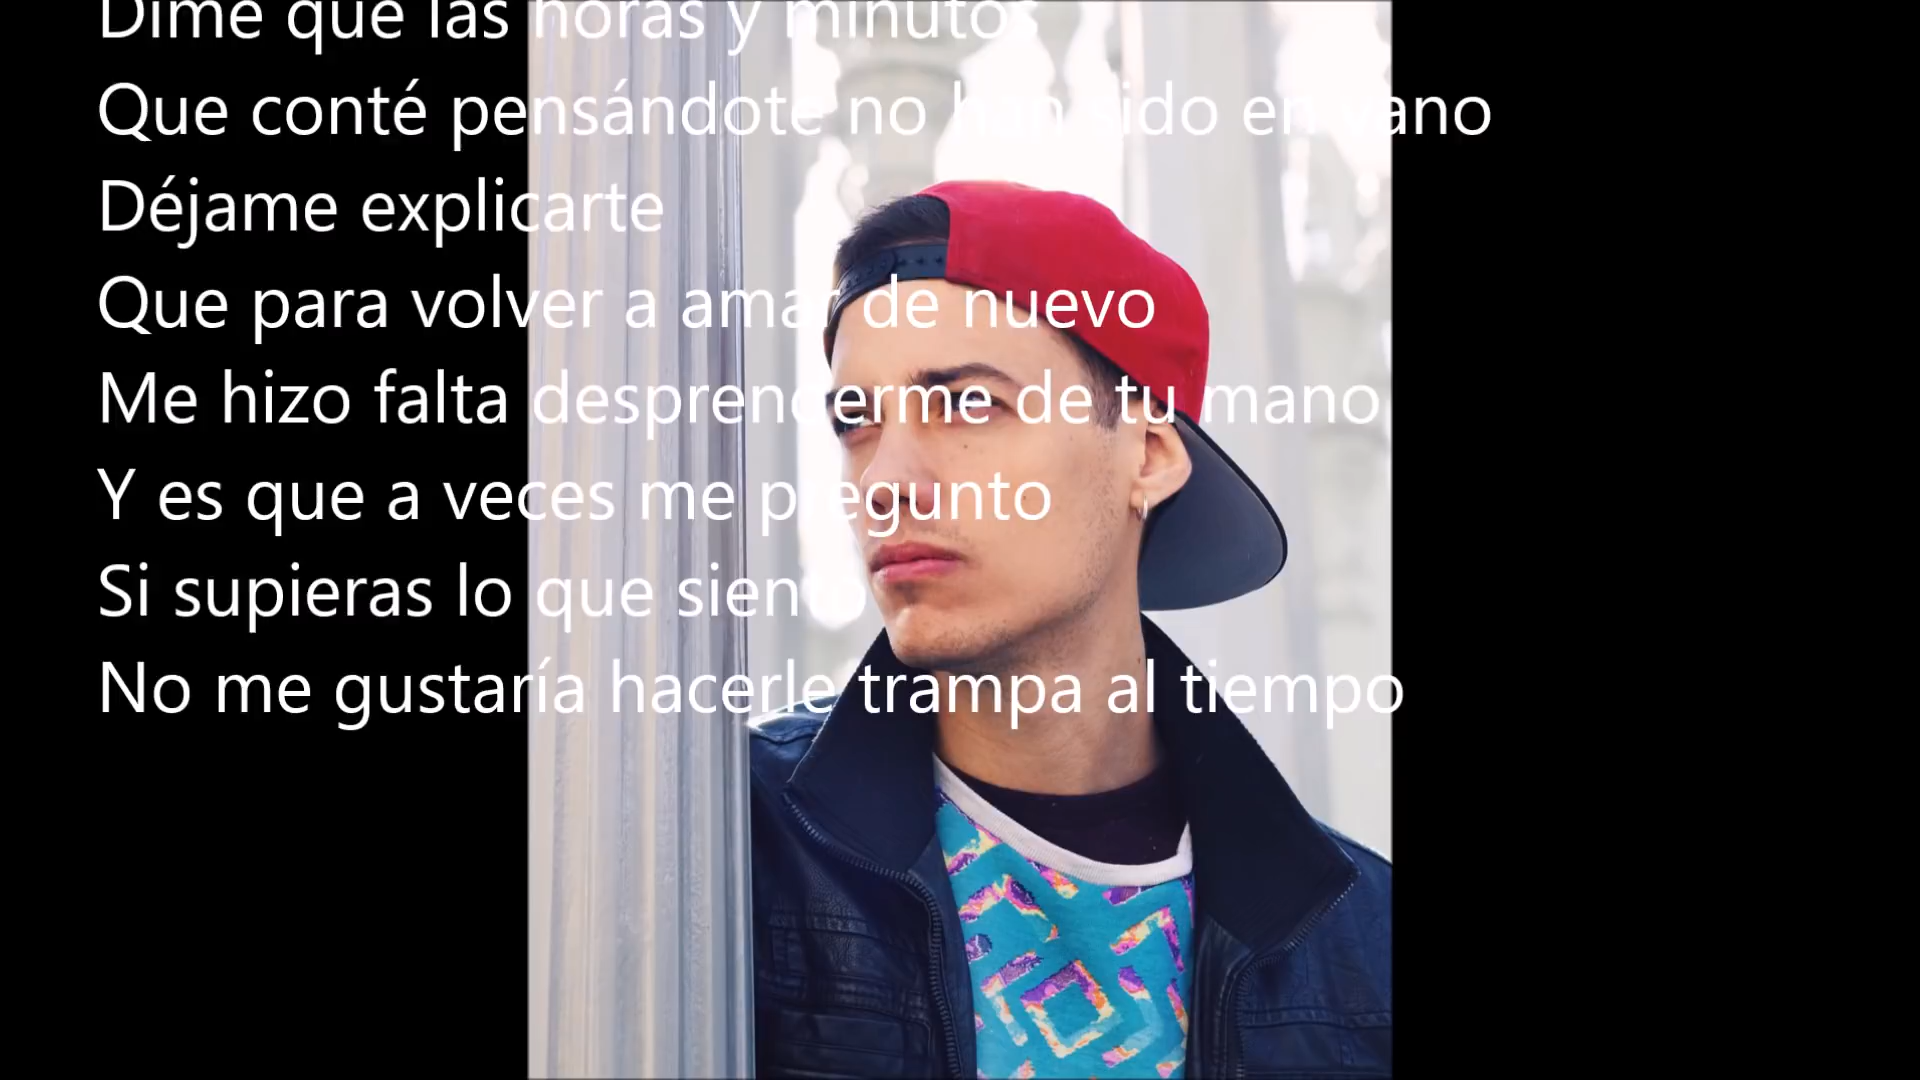 Dime que las horas y minutos
Que conté pensándote no han sido en vano
Déjame explicarte
Que para volver a amar de nuevo
Me hizo falta desprenderme de tu mano
Y es que a veces me pregunto
Si supieras lo que siento
No me gustaría hacerle trampa al tiempo